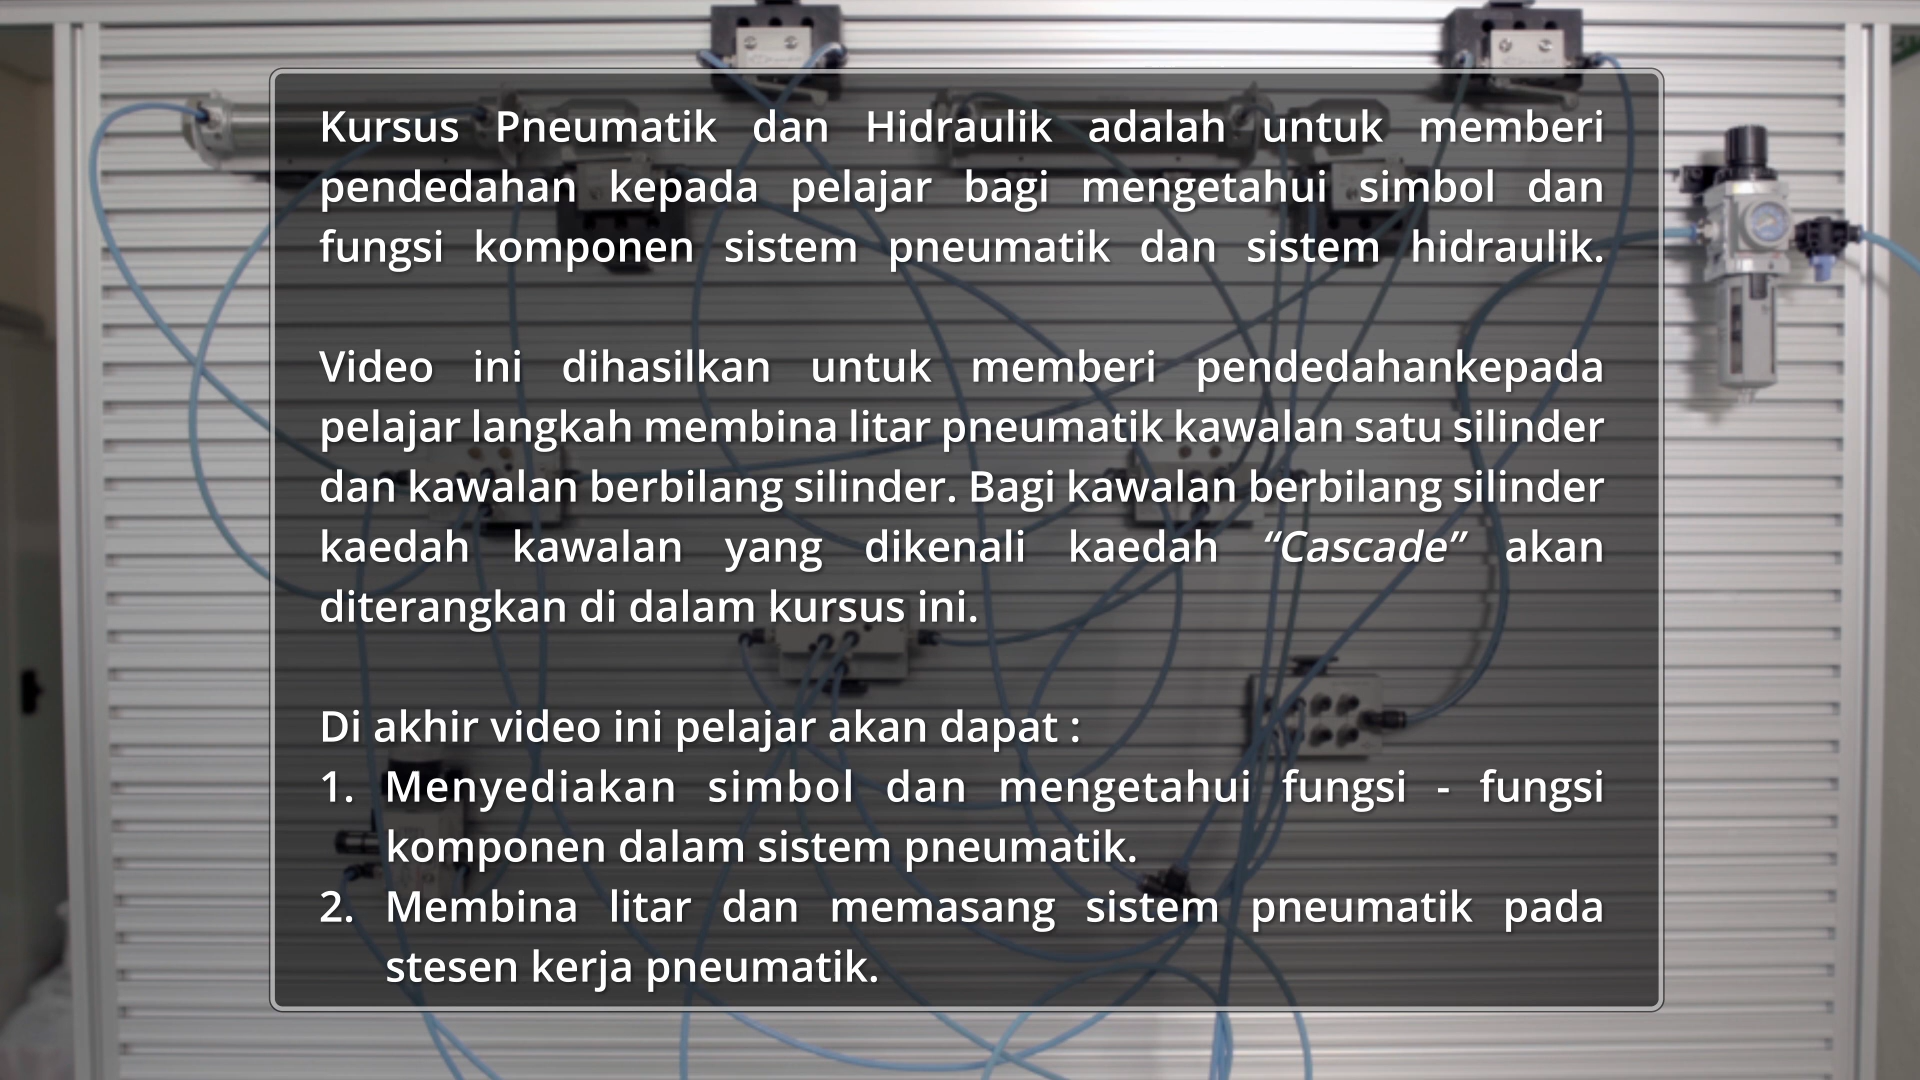 Kursus Pneumatik dan Hidraulik adalah untuk memberi
pendedahan kepada pelajar bagi mengetahui simbol dan
fungsi komponen sistem pneumatik dan sistem hidraulik.
Video ini dihasilkan untuk memberi pendedahankepada
pelajar langkah membina litar pneumatik kawalan satu silinder
dan kawalan berbilang silinder. Bagi kawalan berbilang silinder
kaedah kawalan yang dikenali kaedah “Cascade” akan
diterangkan di dalam kursus ini.
Di akhir video ini pelajar akan dapat :
1. Menyediakan simbol dan mengetahui fungsi - fungsi
komponen dalam sistem pneumatik.
2. Membina litar dan memasang sistem pneumatik pada
stesen kerja pneumatik.